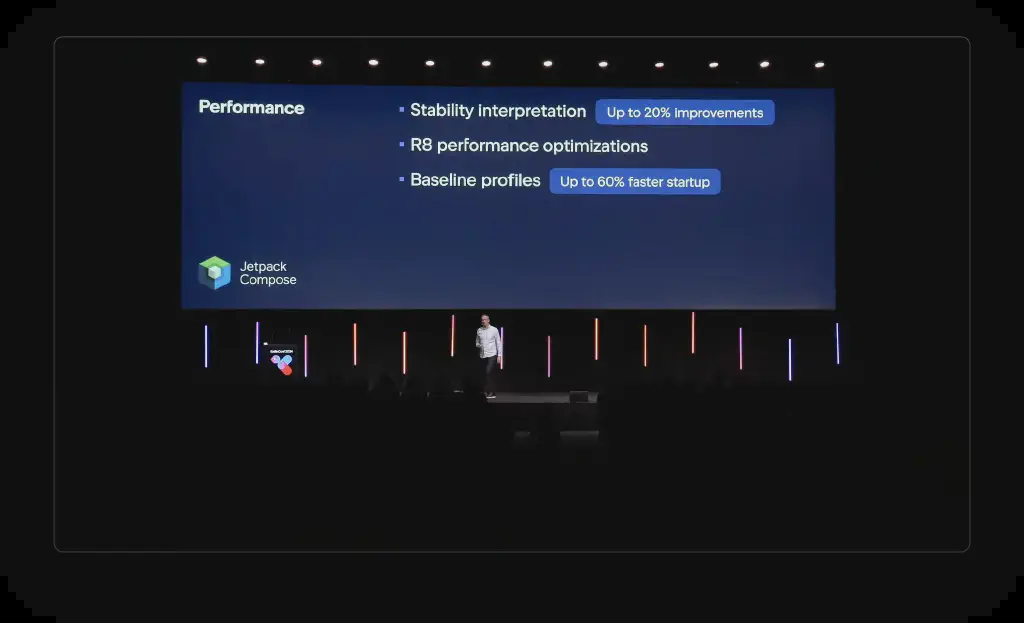 Performance
▪ Stability interpretation Up to 20% improvements
▪ R8 performance optimizations
▪ Baseline profiles Up to 60% faster startup
Jetpack
Compose